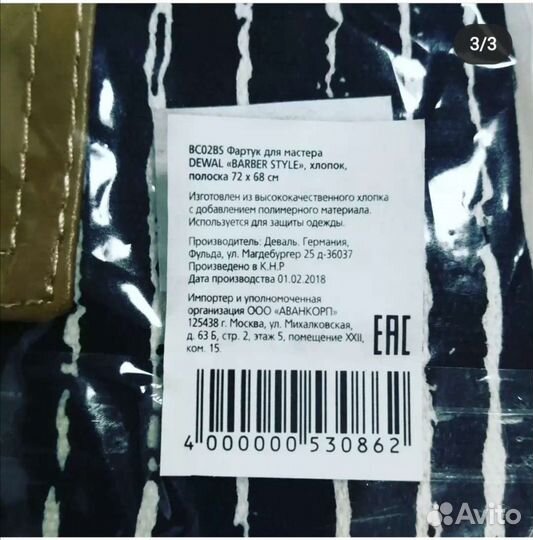 3/3
BC02BS Фартук для мастера
DEWAL «BARBER STYLE», хлопок,
полоска 72 x 68 см
Изготовлен из высококачественного хлопка
с добавлением полимерного материала.
Используется для защиты одежды.
Производитель: Деваль. Германия,
Фульда, ул. Магдебургер 25 д-36037
Произведено в К.Н.Р
Дата производства 01.02.2018
Импортер и уполномоченная
организация ООО «АВАНКОРП»
125438 г. Москва, ул. Михалковская,
д. 63 Б, стр. 2, этаж 5, помещение XXII,
ком. 15.
EAC
4 000000 530862
Avito